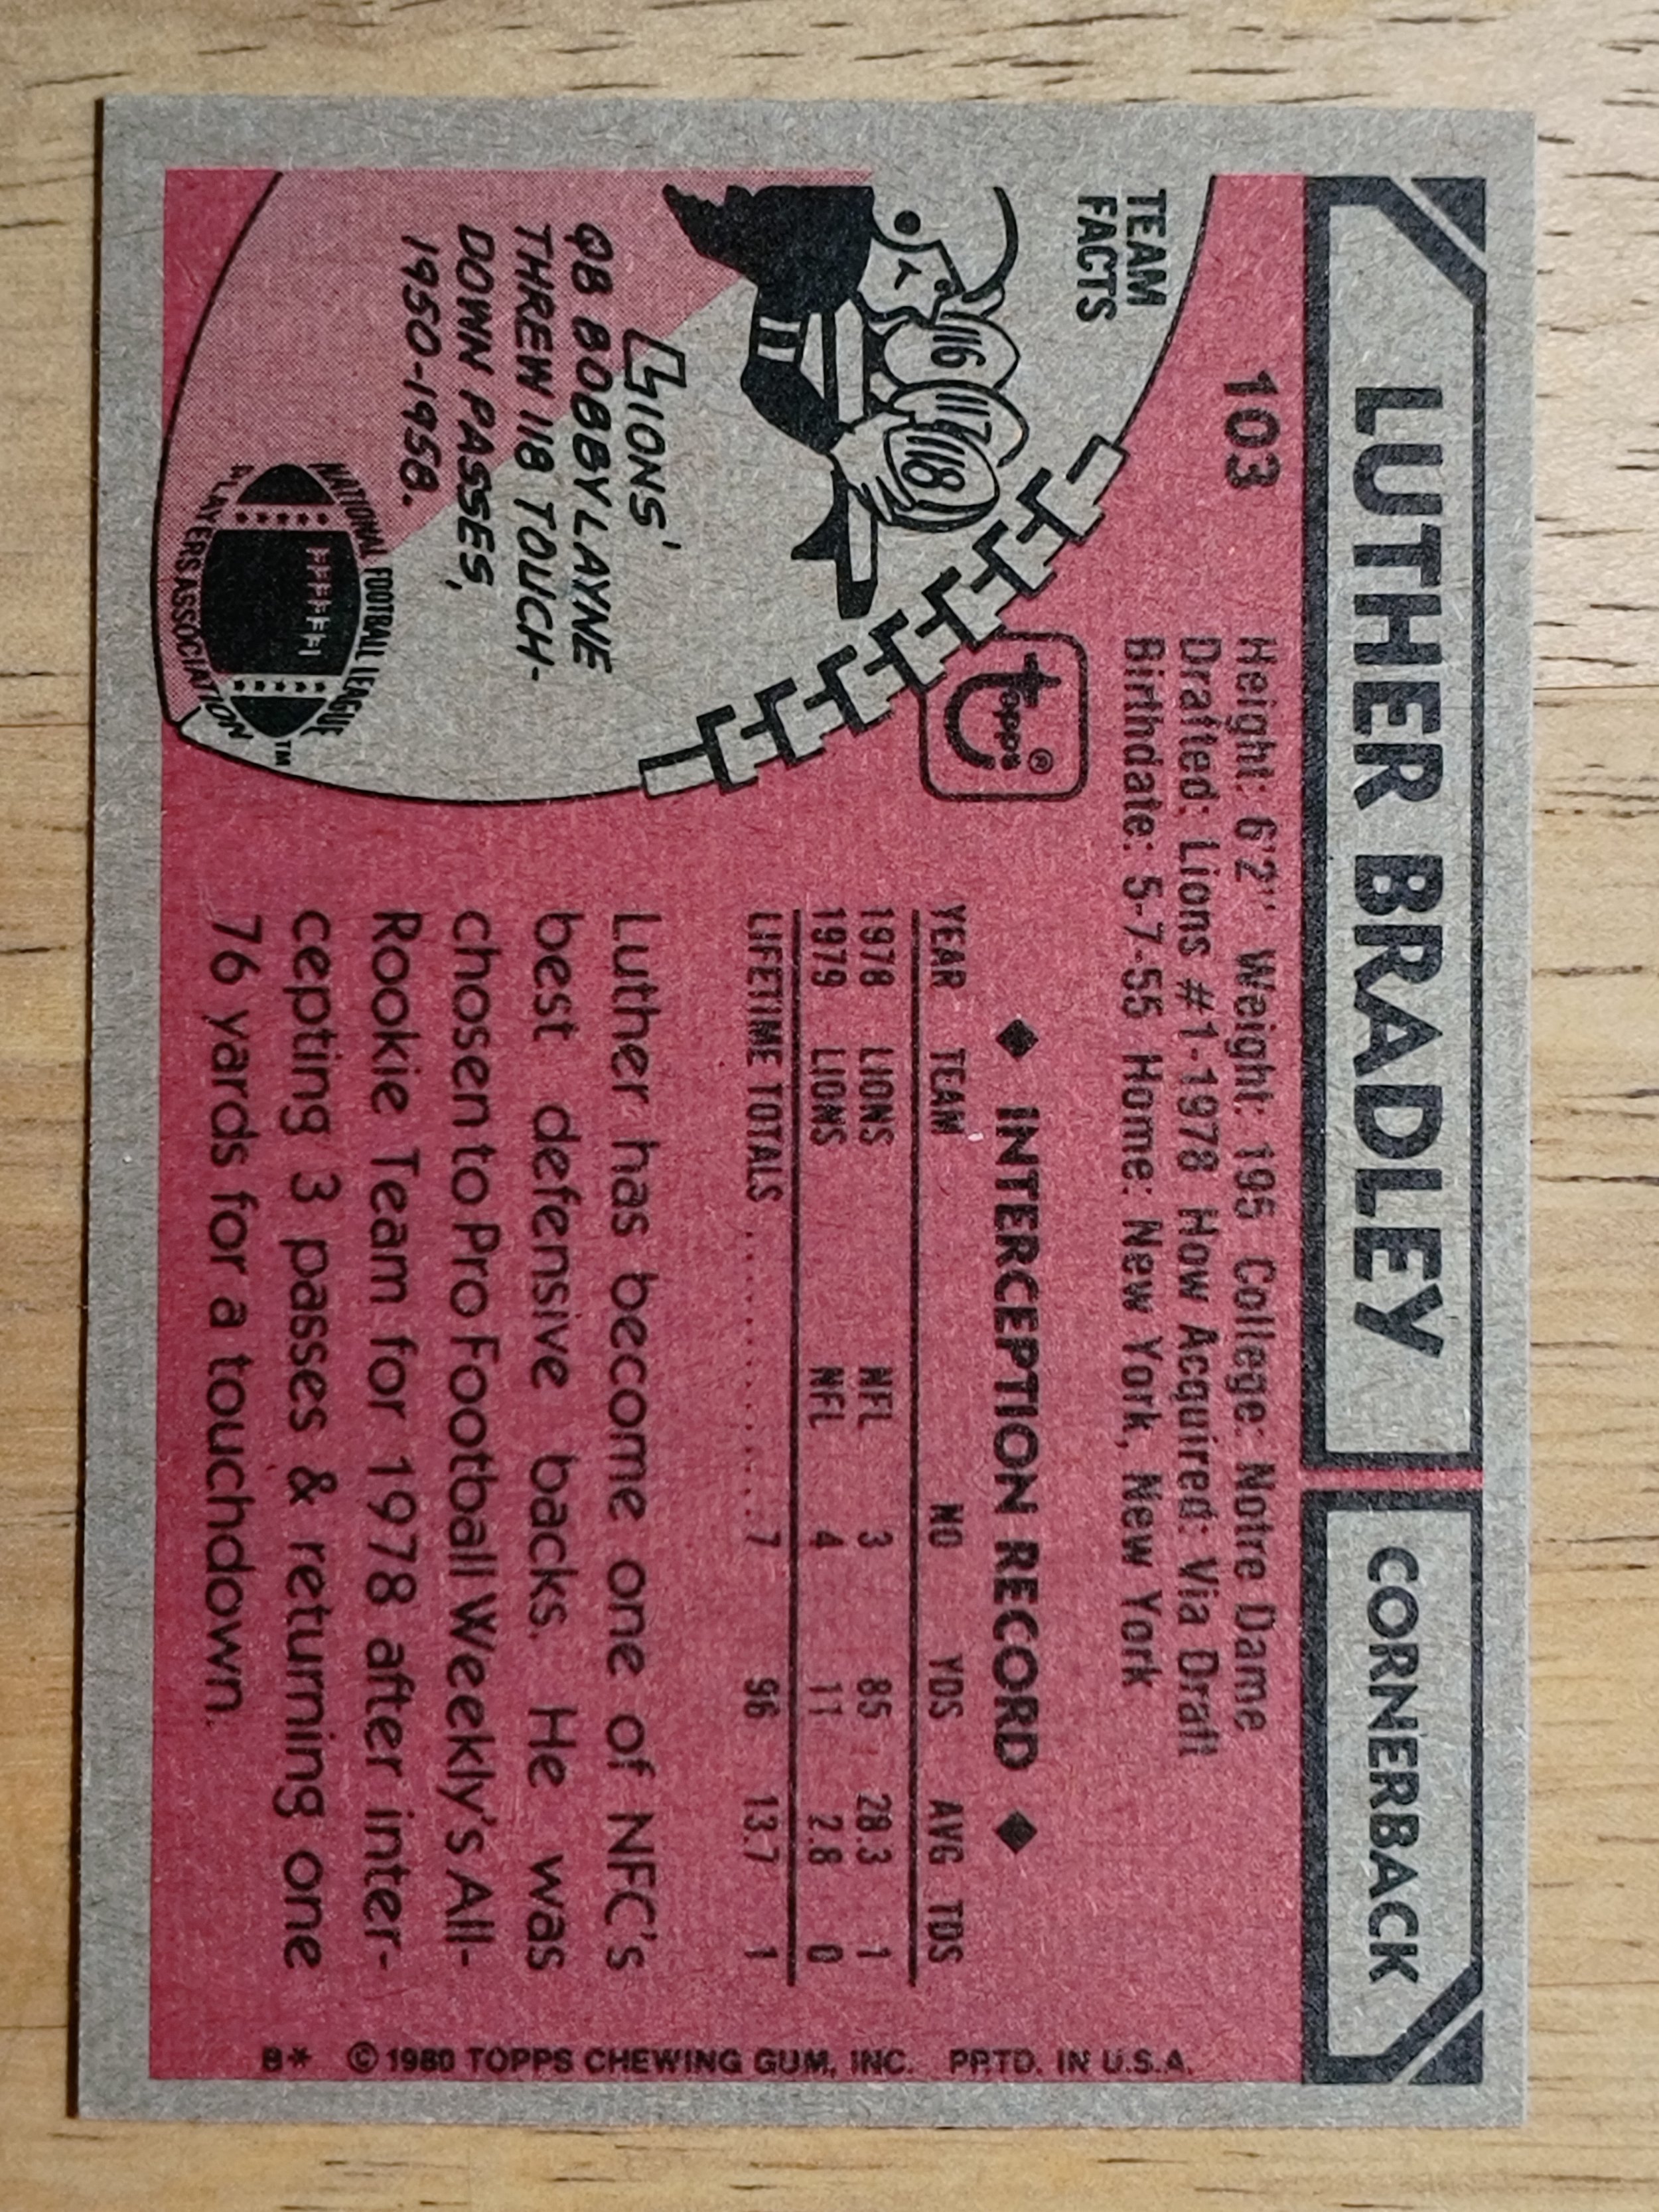 LUTHER BRADLEY
CORNERBACK
103
Height: 6'2" Weight: 195 College: Notre Dame
Drafted: Lions #1-1978 How Acquired: Via Draft
Birthdate: 5-7-55 Home: New York, New York
TEAM
FACTS
116
117
118
11
LIONS'
QB BOBBY LAYNE
THREW 118 TOUCH-
DOWN PASSES,
1950-1958.
NATIONAL FOOTBALL LEAGUE
PLAYERS ASSOCIATION
TM
topps ®
◆ INTERCEPTION RECORD ◆
YEAR TEAM NO YDS AVG TDS
1978 LIONS NFL 3 85 28.3 1
1979 LIONS NFL 4 11 2.8 0
LIFETIME TOTALS .............. 7 96 13.7 1
Luther has become one of NFC's
best defensive backs. He was
chosen to Pro Football Weekly's All-
Rookie Team for 1978 after inter-
cepting 3 passes & returning one
76 yards for a touchdown.
B* © 1980 TOPPS CHEWING GUM, INC. PRTD. IN U.S.A.